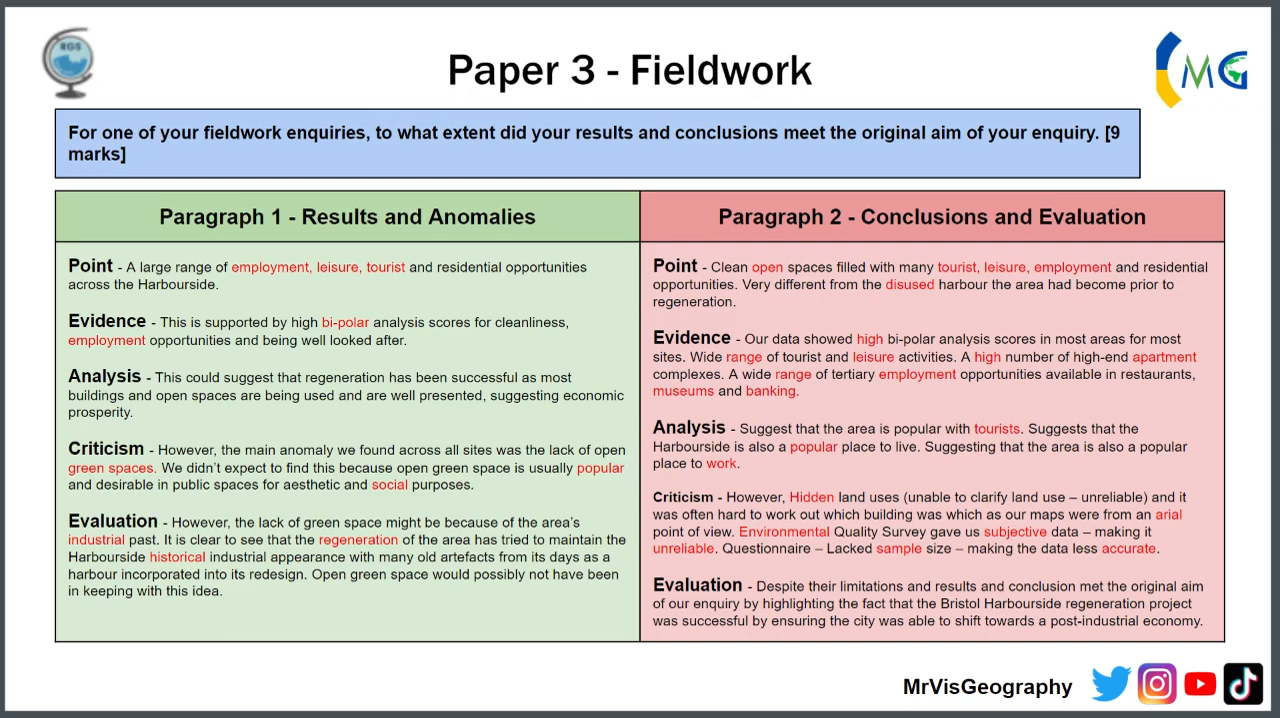 RGS
Paper 3 - Fieldwork
MG
For one of your fieldwork enquiries, to what extent did your results and conclusions meet the original aim of your enquiry. [9
marks]
Paragraph 1 - Results and Anomalies
Point - A large range of employment, leisure, tourist and residential opportunities
across the Harbourside.
Evidence - This is supported by high bi-polar analysis scores for cleanliness,
employment opportunities and being well looked after.
Analysis - This could suggest that regeneration has been successful as most
buildings and open spaces are being used and are well presented, suggesting economic
prosperity.
Criticism - However, the main anomaly we found across all sites was the lack of open
green spaces. We didn’t expect to find this because open green space is usually popular
and desirable in public spaces for aesthetic and social purposes.
Evaluation - However, the lack of green space might be because of the area’s
industrial past. It is clear to see that the regeneration of the area has tried to maintain the
Harbourside historical industrial appearance with many old artefacts from its days as a
harbour incorporated into its redesign. Open green space would possibly not have been
in keeping with this idea.
Paragraph 2 - Conclusions and Evaluation
Point - Clean open spaces filled with many tourist, leisure, employment and residential
opportunities. Very different from the disused harbour the area had become prior to
regeneration.
Evidence - Our data showed high bi-polar analysis scores in most areas for most
sites. Wide range of tourist and leisure activities. A high number of high-end apartment
complexes. A wide range of tertiary employment opportunities available in restaurants,
museums and banking.
Analysis - Suggest that the area is popular with tourists. Suggests that the
Harbourside is also a popular place to live. Suggesting that the area is also a popular
place to work.
Criticism - However, Hidden land uses (unable to clarify land use – unreliable) and it
was often hard to work out which building was which as our maps were from an arial
point of view. Environmental Quality Survey gave us subjective data – making it
unreliable. Questionnaire – Lacked sample size – making the data less accurate.
Evaluation - Despite their limitations and results and conclusion met the original aim
of our enquiry by highlighting the fact that the Bristol Harbourside regeneration project
was successful by ensuring the city was able to shift towards a post-industrial economy.
MrVisGeography